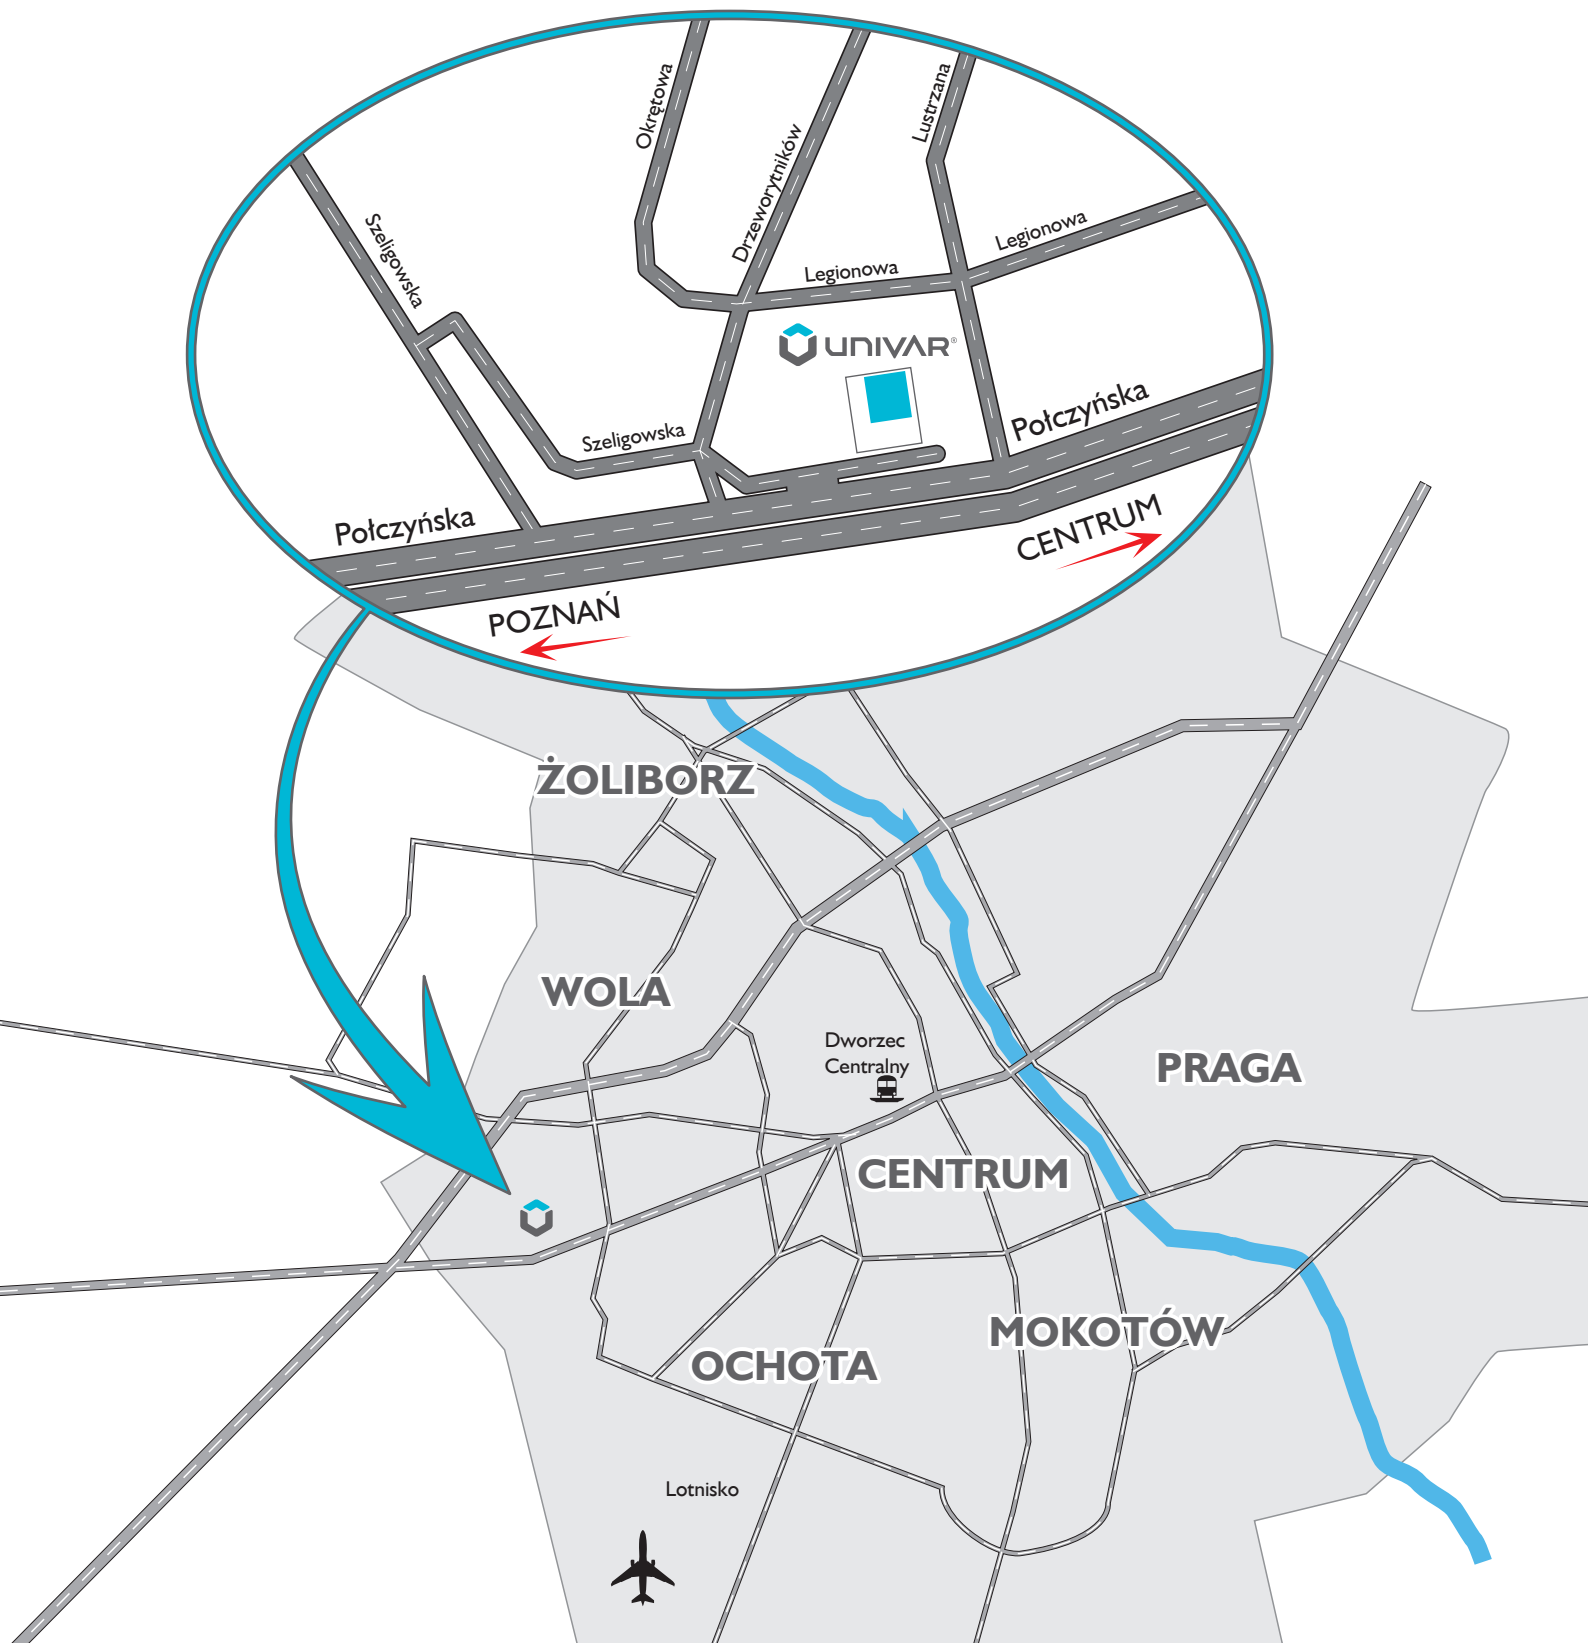 Okrętowa
Drzeworytników
Lustrzana
Szeligowska
Legionowa
Legionowa
UNIVAR®
Szeligowska
Połczyńska
Połczyńska
CENTRUM
POZNAŃ
ŻOLIBORZ
WOLA
Dworzec
Centralny
PRAGA
CENTRUM
MOKOTÓW
OCHOTA
Lotnisko